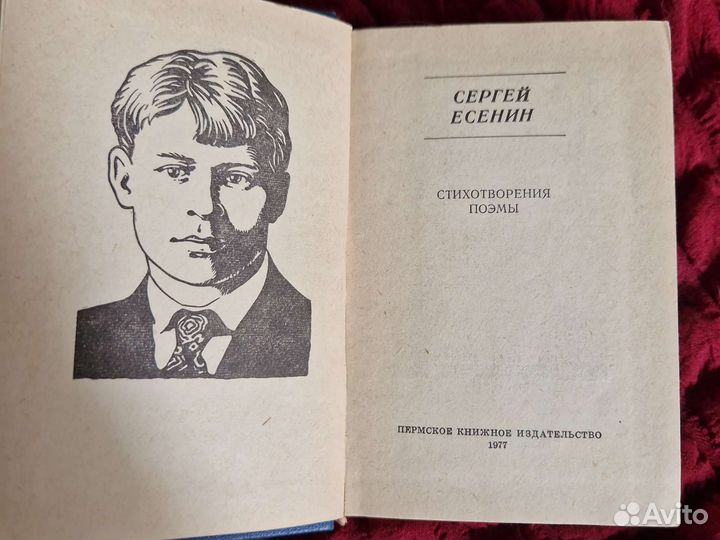 СЕРГЕЙ
ЕСЕНИН
СТИХОТВОРЕНИЯ
ПОЭМЫ
ПЕРМСКОЕ КНИЖНОЕ ИЗДАТЕЛЬСТВО
1977
Avito